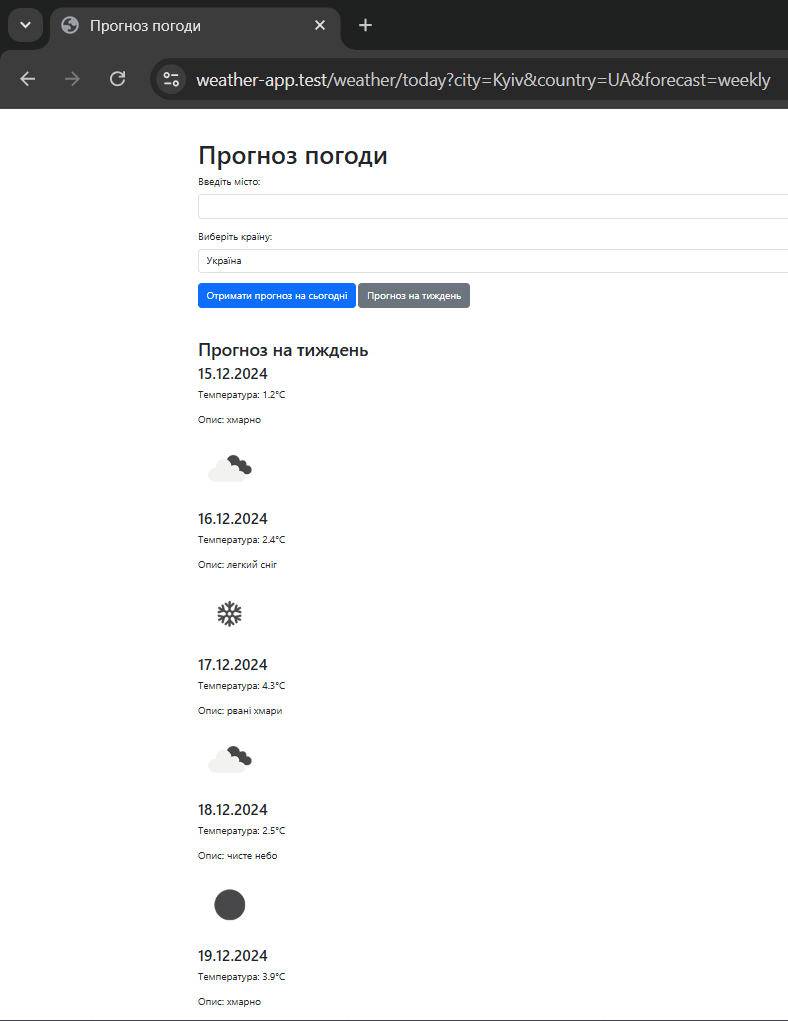 Прогноз погоди
weather-app.test/weather/today?city=Kyiv&country=UA&forecast=weekly
Прогноз погоди
Введіть місто:
Виберіть країну:
Україна
Отримати прогноз на сьогодні Прогноз на тиждень
Прогноз на тиждень
15.12.2024
Температура: 1.2°C
Опис: хмарно
16.12.2024
Температура: 2.4°C
Опис: легкий сніг
17.12.2024
Температура: 4.3°C
Опис: рвані хмари
18.12.2024
Температура: 2.5°C
Опис: чисте небо
19.12.2024
Температура: 3.9°C
Опис: хмарно